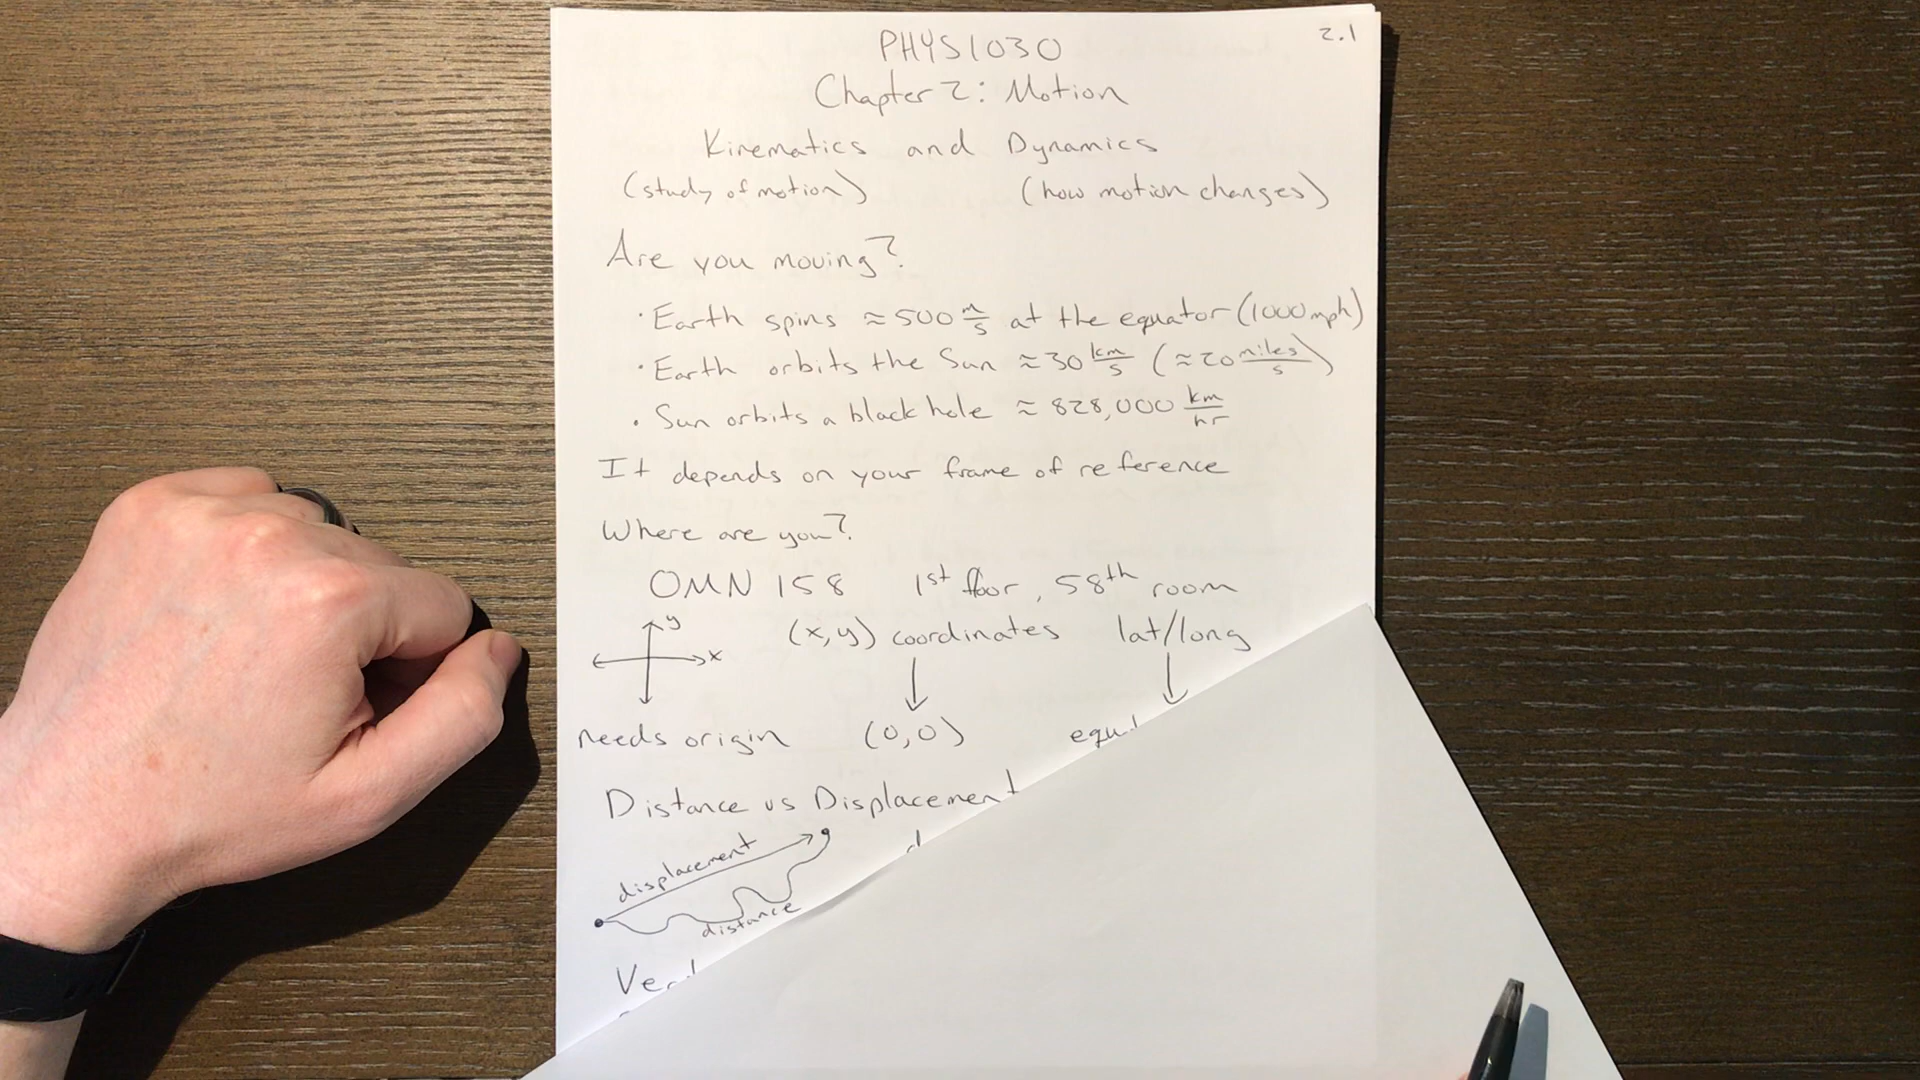 2.1
PHYS1030
Chapter 2: Motion
Kinematics and Dynamics
(study of motion) (how motion changes)
Are you moving?
· Earth spins ≈ 500 m/s at the equator (1000mph)
· Earth orbits the Sun ≈ 30 km/s (≈ 20 miles/s)
· Sun orbits a black hole ≈ 828,000 km/hr
It depends on your frame of reference
Where are you?
OMN 158 1st floor, 58th room
y
x
(x,y) coordinates lat/long
needs origin (0,0)
Distance vs Displacement
displacement
distance